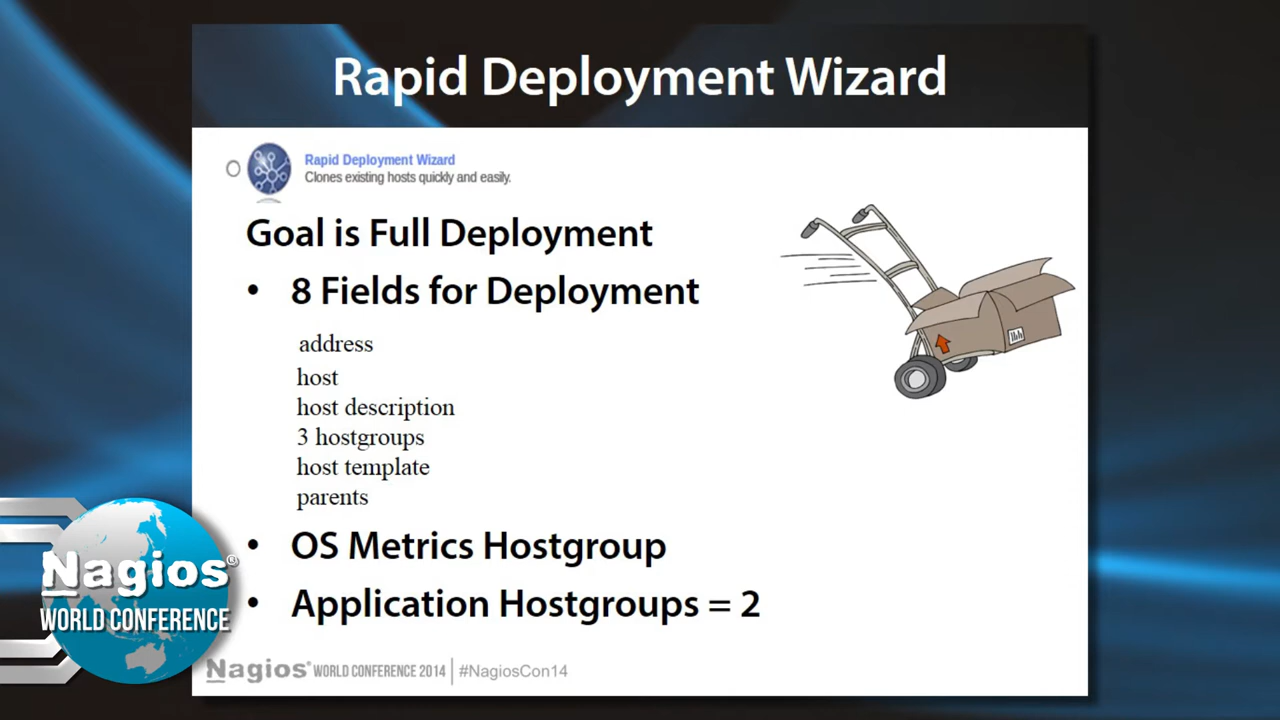 Rapid Deployment Wizard
Rapid Deployment Wizard
Clones existing hosts quickly and easily.
Goal is Full Deployment
• 8 Fields for Deployment
address
host
host description
3 hostgroups
host template
parents
• OS Metrics Hostgroup
• Application Hostgroups = 2
Nagios®
WORLD CONFERENCE
Nagios® WORLD CONFERENCE 2014 | #NagiosCon14